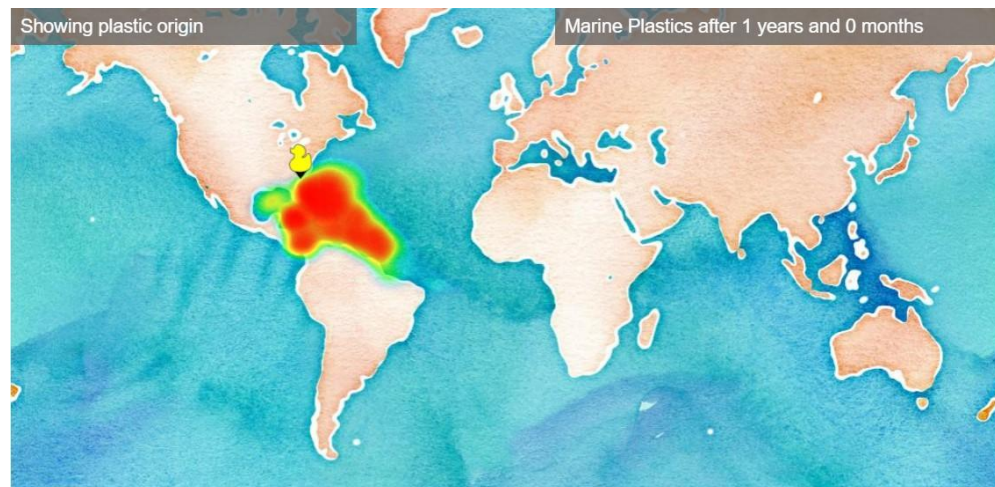 Showing plastic origin
Marine Plastics after 1 years and 0 months